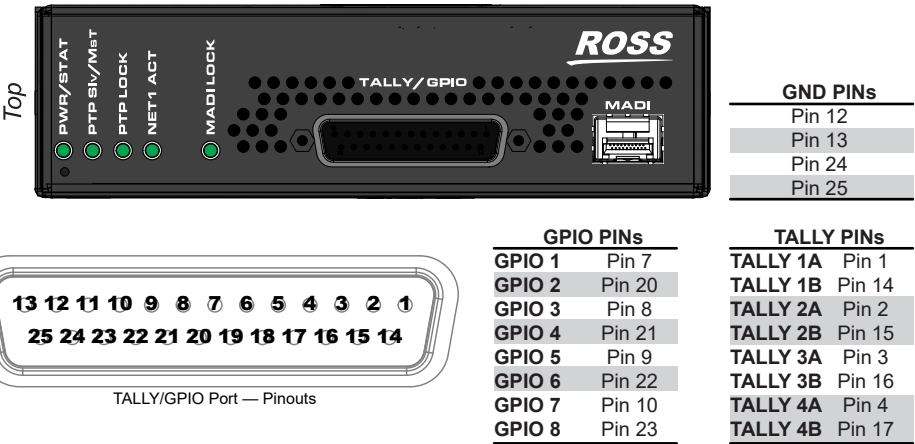 Top
PWR/STAT
PTP Slv/MsT
PTP LOCK
NET1 ACT
MADI LOCK
TALLY/GPIO
ROSS
MADI
GND PINs
Pin 12
Pin 13
Pin 24
Pin 25
13 12 11 10 9 8 7 6 5 4 3 2 1
25 24 23 22 21 20 19 18 17 16 15 14
TALLY/GPIO Port — Pinouts
GPIO PINs
GPIO 1 Pin 7
GPIO 2 Pin 20
GPIO 3 Pin 8
GPIO 4 Pin 21
GPIO 5 Pin 9
GPIO 6 Pin 22
GPIO 7 Pin 10
GPIO 8 Pin 23
TALLY PINs
TALLY 1A Pin 1
TALLY 1B Pin 14
TALLY 2A Pin 2
TALLY 2B Pin 15
TALLY 3A Pin 3
TALLY 3B Pin 16
TALLY 4A Pin 4
TALLY 4B Pin 17